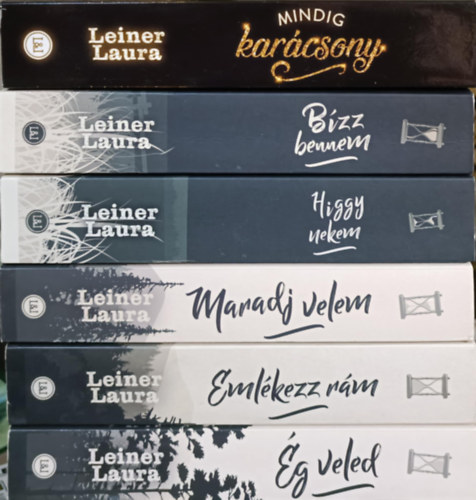 Leiner
Laura
MINDIG
karácsony
L&L
Leiner
Laura
Bízz
bennem
L&L
Leiner
Laura
Higgy
nekem
L&L
Leiner
Laura
Maradj velem
L&L
Leiner
Laura
Emlékezz rám
L&L
Leiner
Laura
Ég veled
L&L